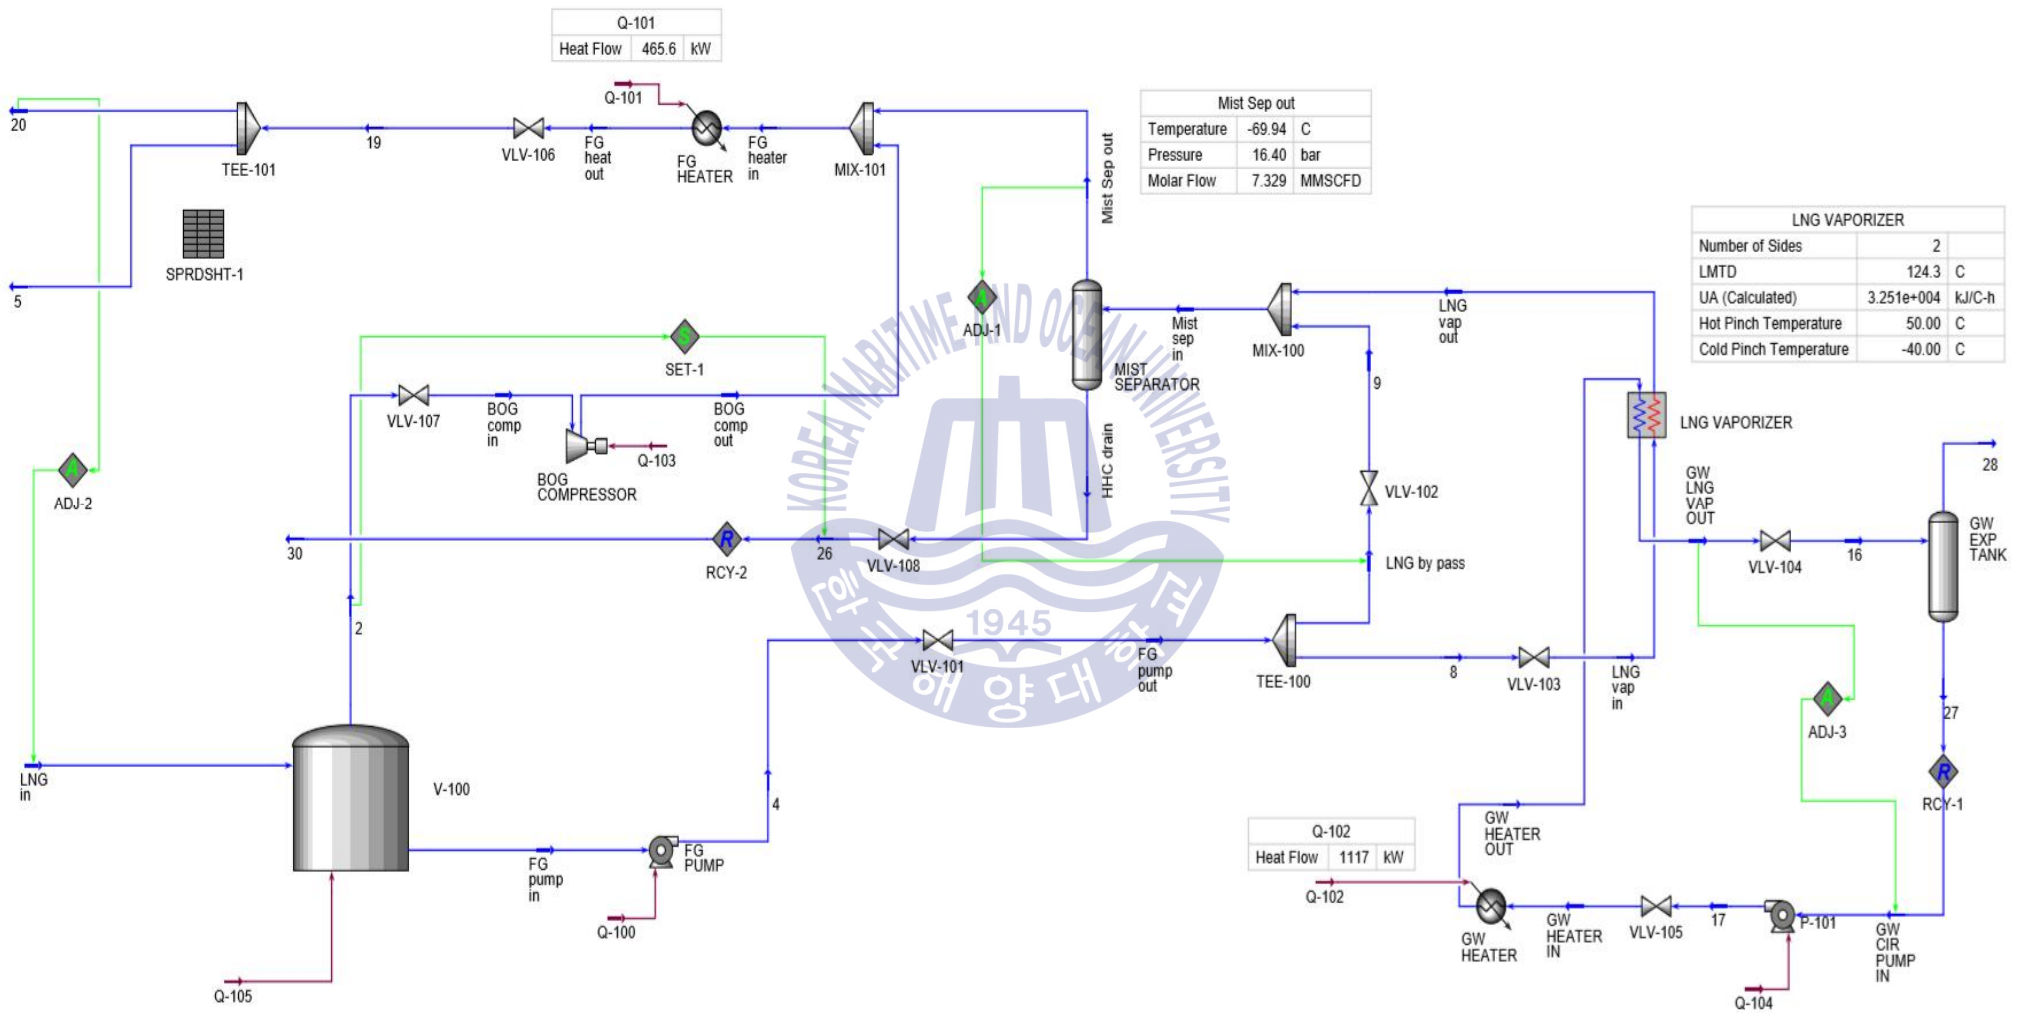 Q-101
Heat Flow 465.6 kW
Q-101
20
TEE-101
19
VLV-106
FG
heat
out
FG
HEATER
FG
heater
in
MIX-101
Mist Sep out
Mist Sep out
Temperature -69.94 C
Pressure 16.40 bar
Molar Flow 7.329 MMSCFD
LNG VAPORIZER
Number of Sides 2
LMTD 124.3 C
UA (Calculated) 3.251e+004 kJ/C-h
Hot Pinch Temperature 50.00 C
Cold Pinch Temperature -40.00 C
SPRDSHT-1
5
A
ADJ-1
S
SET-1
MIST
SEPARATOR
Mist
sep
in
MIX-100
LNG
vap
out
9
VLV-107
BOG
comp
in
BOG
COMPRESSOR
Q-103
BOG
comp
out
HHC drain
VLV-102
LNG VAPORIZER
A
ADJ-2
GW
LNG
VAP
OUT
VLV-104
16
28
GW
EXP
TANK
30
R
RCY-2
26
VLV-108
LNG by pass
KOREA MARITIME AND OCEAN UNIVERSITY
1945
한국해양대학교
2
VLV-101
FG
pump
out
TEE-100
8
VLV-103
LNG
vap
in
A
ADJ-3
27
R
RCY-1
LNG
in
V-100
4
FG
pump
in
FG
PUMP
Q-100
Q-105
GW
HEATER
OUT
Q-102
Heat Flow 1117 kW
Q-102
GW
HEATER
GW
HEATER
IN
VLV-105
17
P-101
GW
CIR
PUMP
IN
Q-104